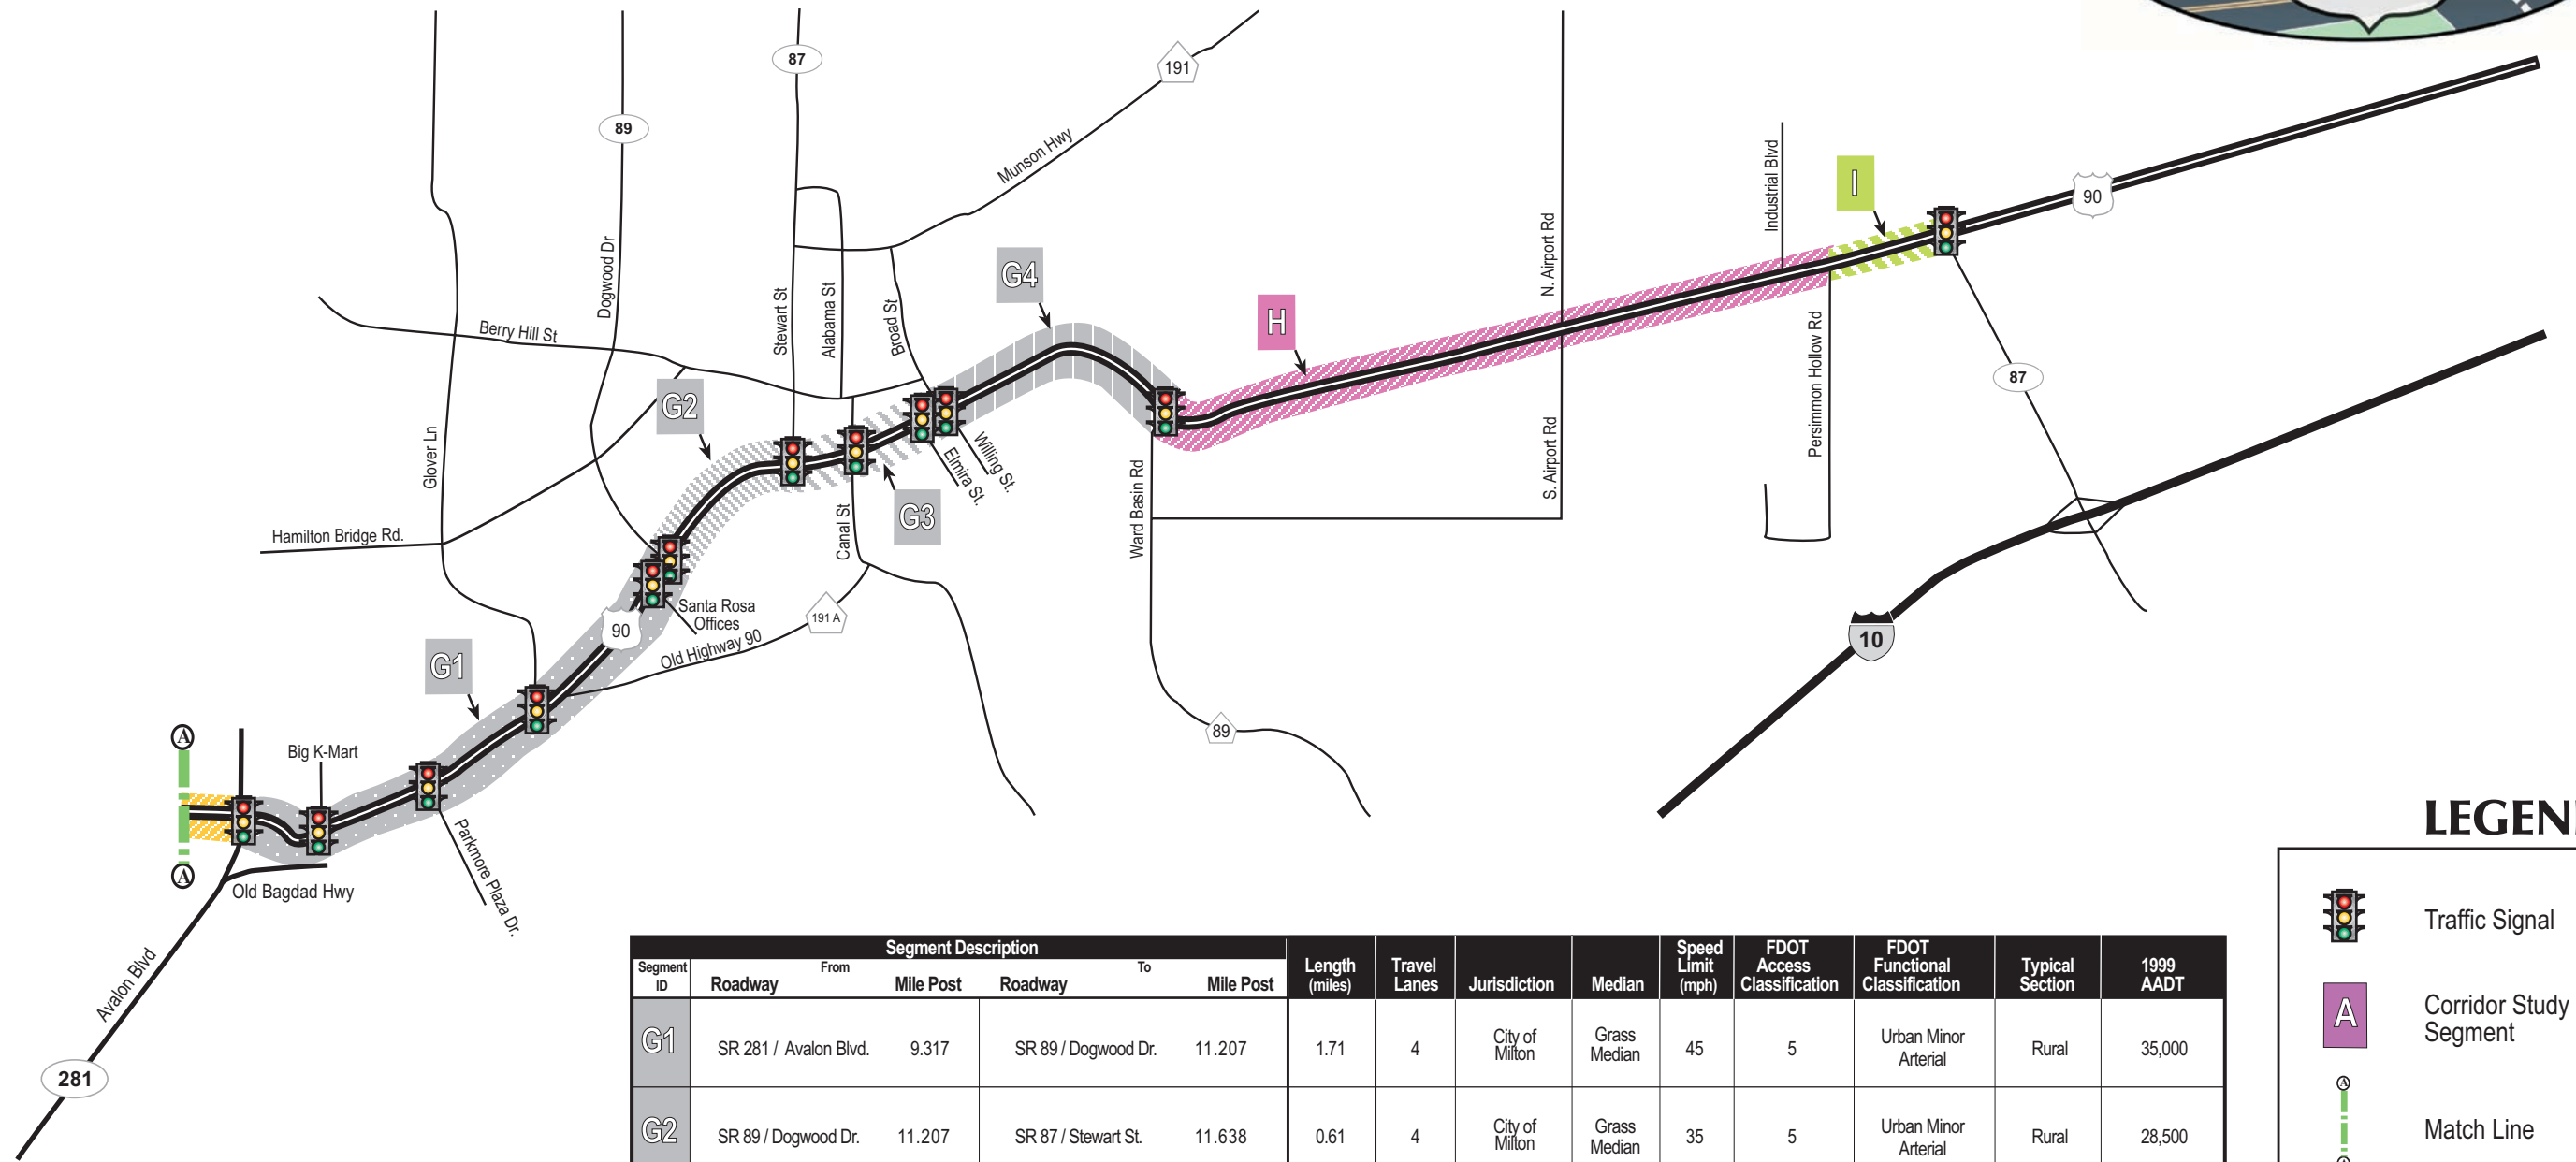 87
191
89
Munson Hwy
Industrial Blvd
N. Airport Rd
I
90
Dogwood Dr
G4
Stewart St
Alabama St
Broad St
H
Berry Hill St
Persimmon Hollow Rd
87
G2
Glover Ln
Willing St.
Elmira St.
S. Airport Rd
G3
Canal St
Ward Basin Rd
Hamilton Bridge Rd.
Santa Rosa
Offices
191 A
90
Old Highway 90
10
G1
89
A
Big K-Mart
Parkmore Plaza Dr.
A
Old Bagdad Hwy
Avalon Blvd
281
LEGEN
Traffic Signal
A
Corridor Study
Segment
A
Match Line
Segment Description
Segment ID From Roadway Mile Post To Roadway Mile Post Length (miles) Travel Lanes Jurisdiction Median Speed Limit (mph) FDOT Access Classification FDOT Functional Classification Typical Section 1999 AADT
G1 SR 281 / Avalon Blvd. 9.317 SR 89 / Dogwood Dr. 11.207 1.71 4 City of Milton Grass Median 45 5 Urban Minor Arterial Rural 35,000
G2 SR 89 / Dogwood Dr. 11.207 SR 87 / Stewart St. 11.638 0.61 4 City of Milton Grass Median 35 5 Urban Minor Arterial Rural 28,500